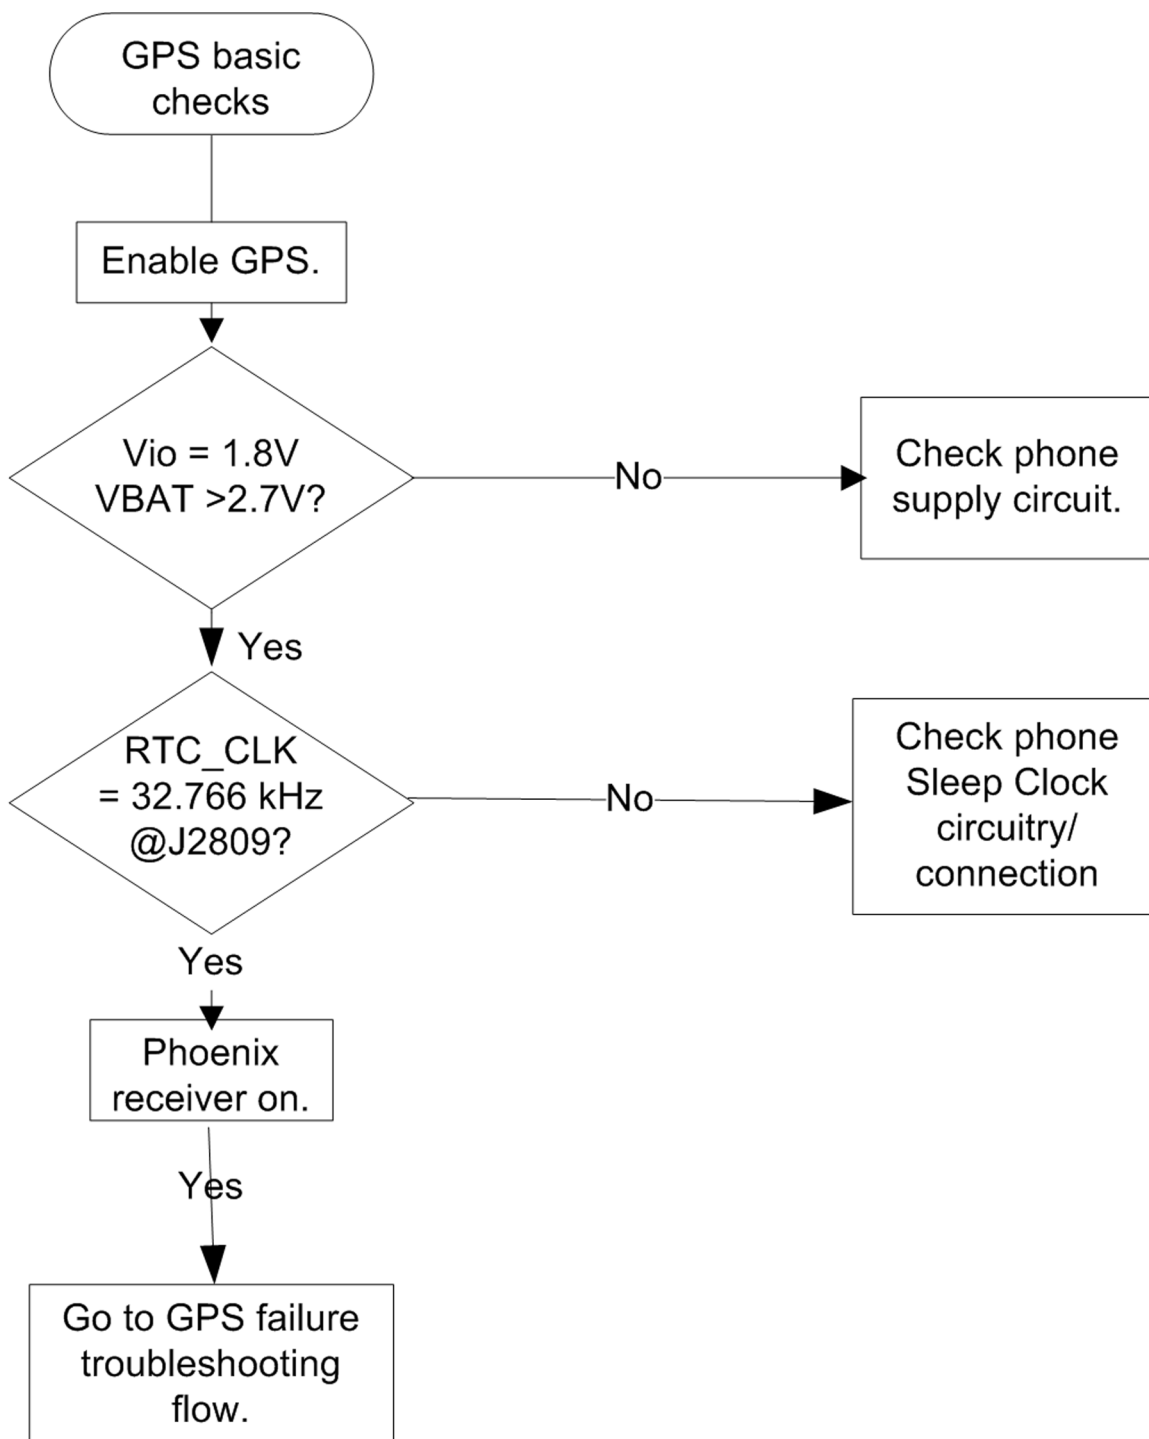 GPS basic
checks
Enable GPS.
Vio = 1.8V
VBAT >2.7V?
No
Check phone
supply circuit.
Yes
RTC_CLK
= 32.766 kHz
@J2809?
No
Check phone
Sleep Clock
circuitry/
connection
Yes
Phoenix
receiver on.
Yes
Go to GPS failure
troubleshooting
flow.